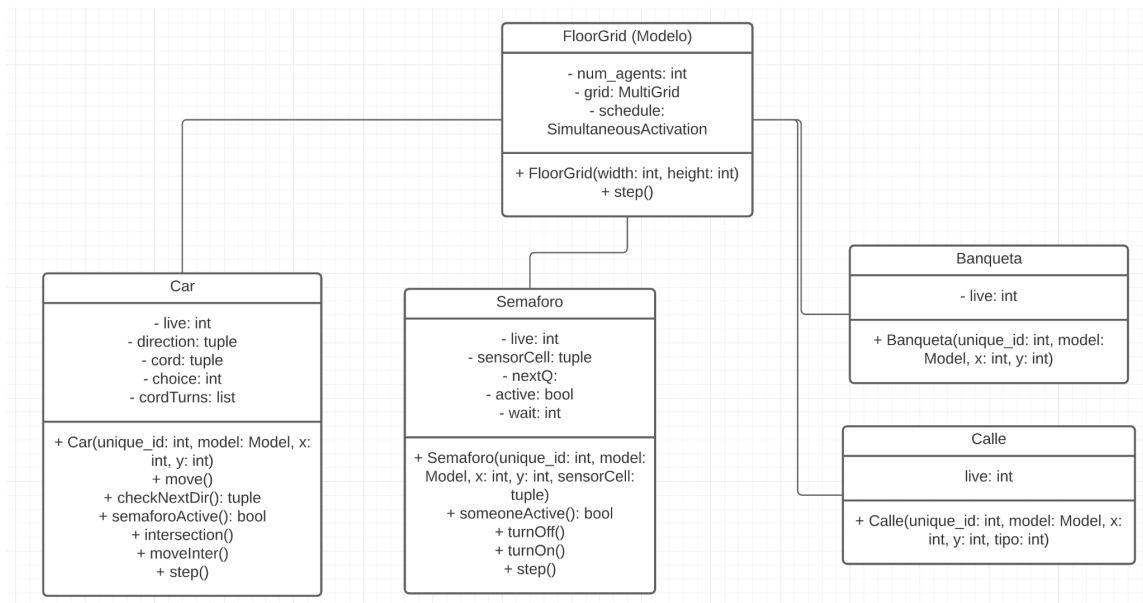 FloorGrid (Modelo)
- num_agents: int
- grid: MultiGrid
- schedule:
SimultaneousActivation
+ FloorGrid(width: int, height: int)
+ step()
Car
- live: int
- direction: tuple
- cord: tuple
- choice: int
- cordTurns: list
+ Car(unique_id: int, model: Model, x:
int, y: int)
+ move()
+ checkNextDir(): tuple
+ semaforoActive(): bool
+ intersection()
+ moveInter()
+ step()
Semaforo
- live: int
- sensorCell: tuple
- nextQ:
- active: bool
- wait: int
+ Semaforo(unique_id: int, model:
Model, x: int, y: int, sensorCell:
tuple)
+ someoneActive(): bool
+ turnOff()
+ turnOn()
+ step()
Banqueta
- live: int
+ Banqueta(unique_id: int, model:
Model, x: int, y: int)
Calle
live: int
+ Calle(unique_id: int, model: Model, x:
int, y: int, tipo: int)